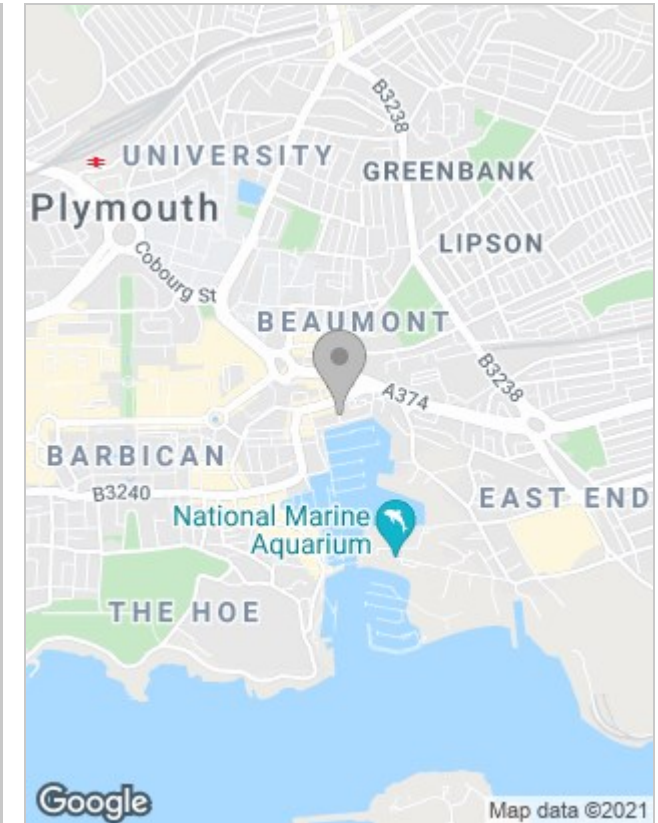 B3238
UNIVERSITY
GREENBANK
Plymouth
LIPSON
Cobourg St
BEAUMONT
B3238
A374
BARBICAN
B3240
EAST END
National Marine
Aquarium
THE HOE
Google
Map data ©2021